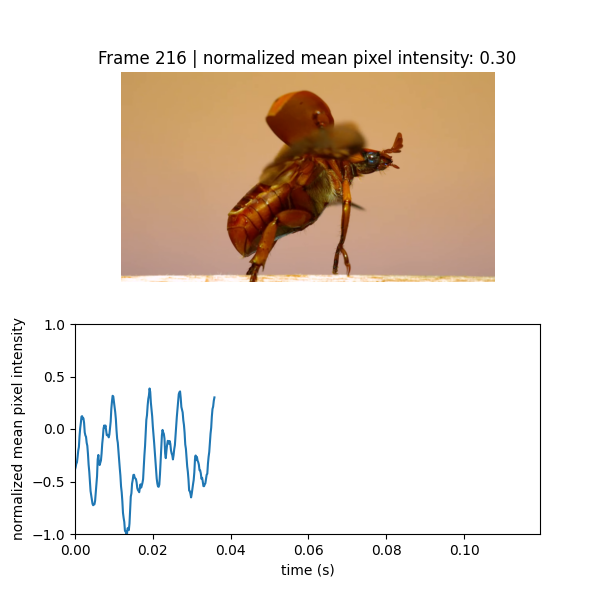 Frame 216 | normalized mean pixel intensity: 0.30
1.0
0.5
0.0
−0.5
−1.0
normalized mean pixel intensity
0.00 0.02 0.04 0.06 0.08 0.10
time (s)